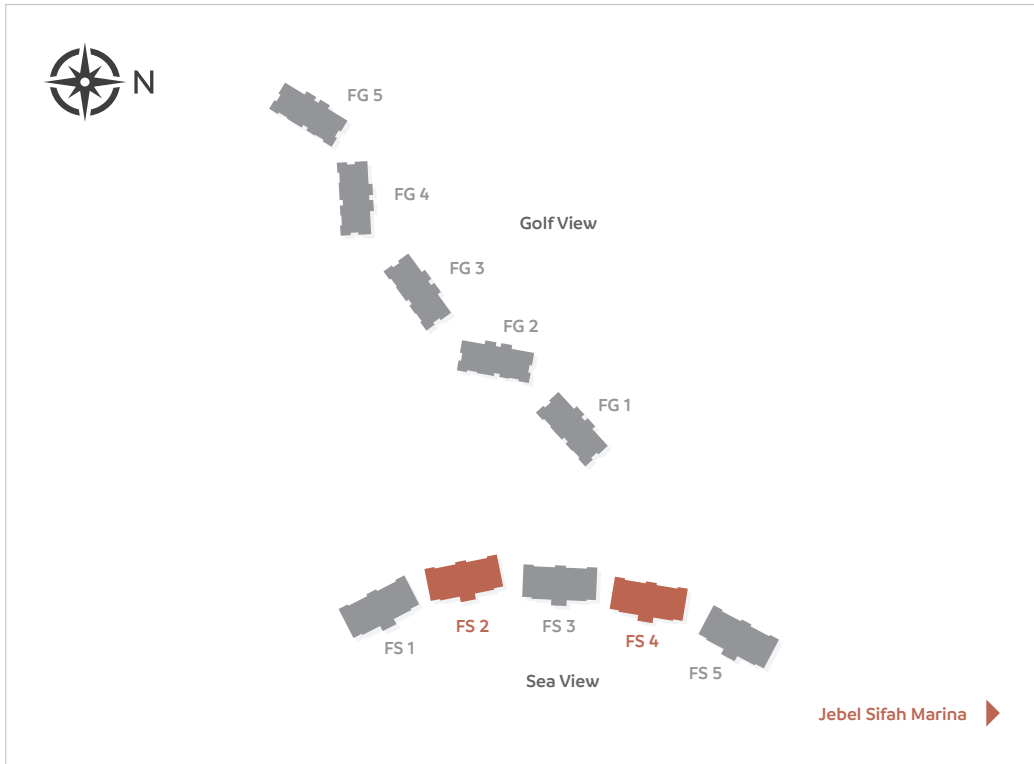 N
FG 5
FG 4
Golf View
FG 3
FG 2
FG 1
FS 2
FS 3
FS 4
FS 1
FS 5
Sea View
Jebel Sifah Marina